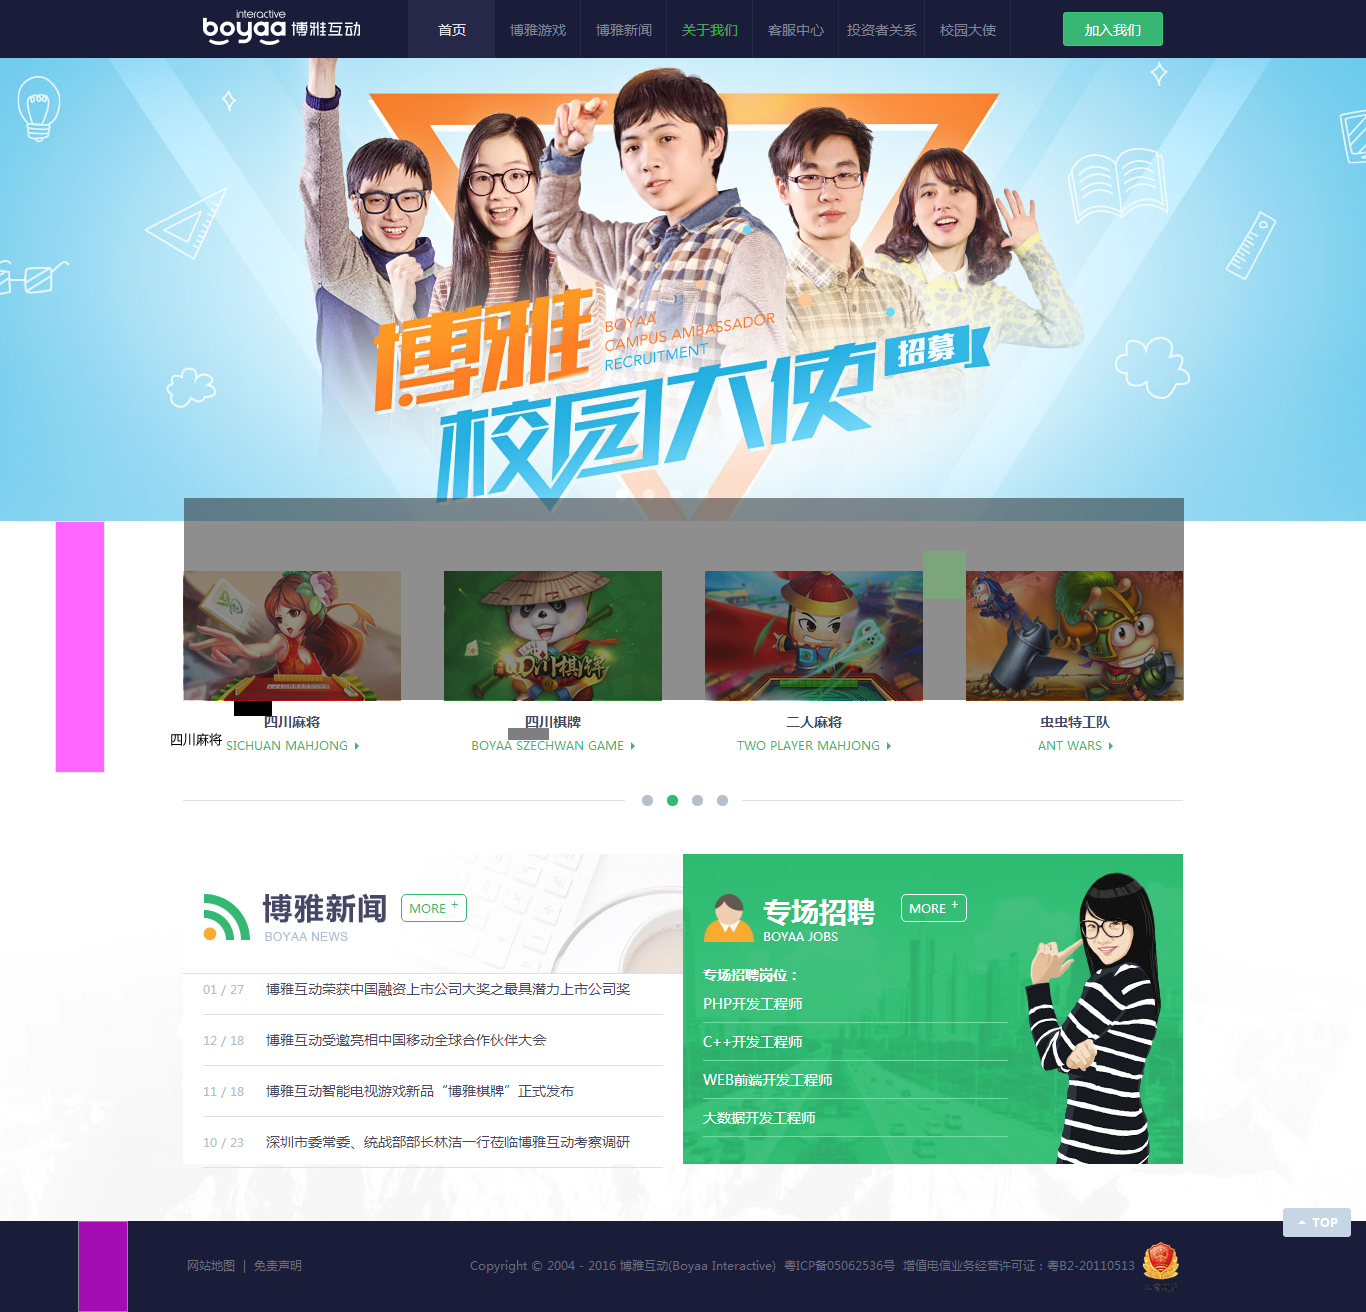 interactive
boyaa 博雅互动
首页
博雅游戏
博雅新闻
关于我们
客服中心
投资者关系
校园大使
加入我们
博雅
BOYAA
CAMPUS AMBASSADOR
RECRUITMENT
校园大使
招募
四川棋牌
四川麻将
四川棋牌
二人麻将
虫虫特工队
四川麻将
SICHUAN MAHJONG
BOYAA SZECHWAN GAME
TWO PLAYER MAHJONG
ANT WARS
博雅新闻
BOYAA NEWS
MORE +
01 / 27 博雅互动荣获中国融资上市公司大奖之最具潜力上市公司奖
12 / 18 博雅互动受邀亮相中国移动全球合作伙伴大会
11 / 18 博雅互动智能电视游戏新品“博雅棋牌”正式发布
10 / 23 深圳市委常委、统战部部长林洁一行莅临博雅互动考察调研
专场招聘
BOYAA JOBS
MORE +
专场招聘岗位：
PHP开发工程师
C++开发工程师
WEB前端开发工程师
大数据开发工程师
TOP
网站地图 | 免责声明
Copyright © 2004 - 2016 博雅互动(Boyaa Interactive) 粤ICP备05062536号 增值电信业务经营许可证：粤B2-20110513